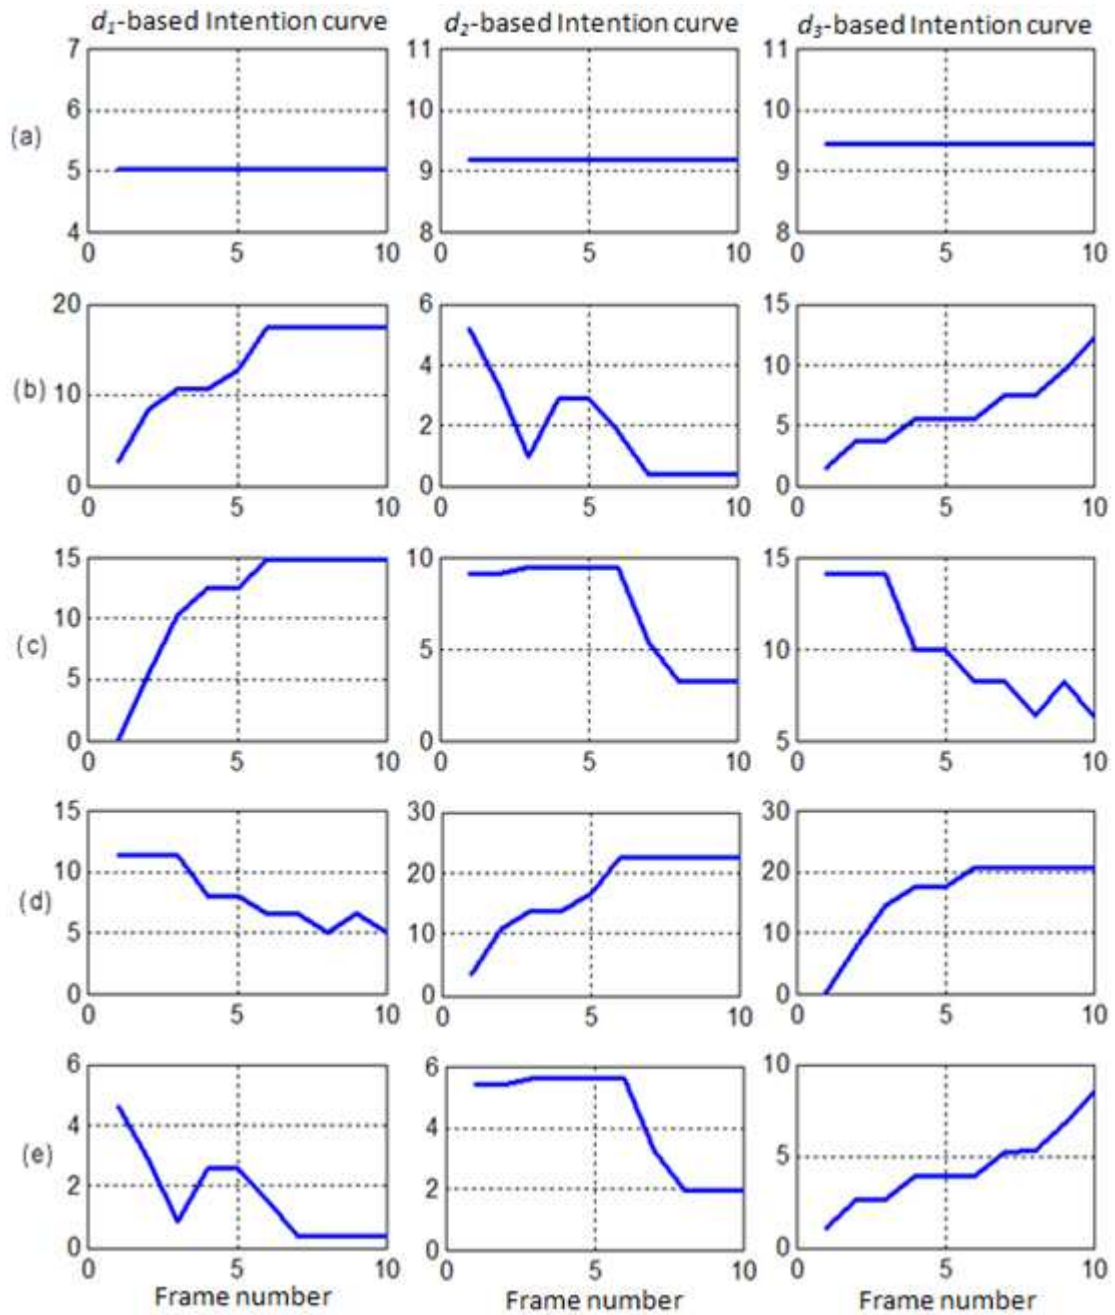 d1-based Intention curve d2-based Intention curve d3-based Intention curve
7 11 11
6 10 10
(a)
5 9 9
4 8 8
0 5 10 0 5 10 0 5 10
20 6 15
4 10
(b)
10
2 5
0 0 0
0 5 10 0 5 10 0 5 10
15 10 15
10
(c)
5 10
5
0 0 5
0 5 10 0 5 10 0 5 10
15 30 30
10 20 20
(d)
5 10 10
0 0 0
0 5 10 0 5 10 0 5 10
6 6 10
4 4
(e)
5
2 2
0 0 0
0 5 10 0 5 10 0 5 10
Frame number Frame number Frame number